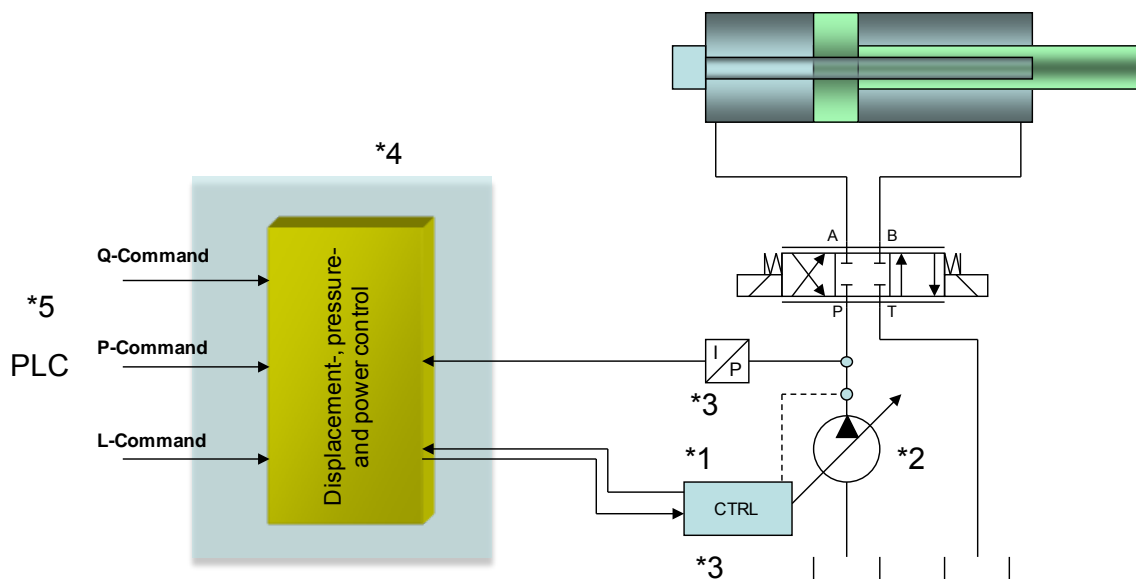 *4
Q-Command
*5
PLC
P-Command
L-Command
Displacement-, pressure-
and power control
A
B
P
T
I
P
*3
*1
*2
CTRL
*3